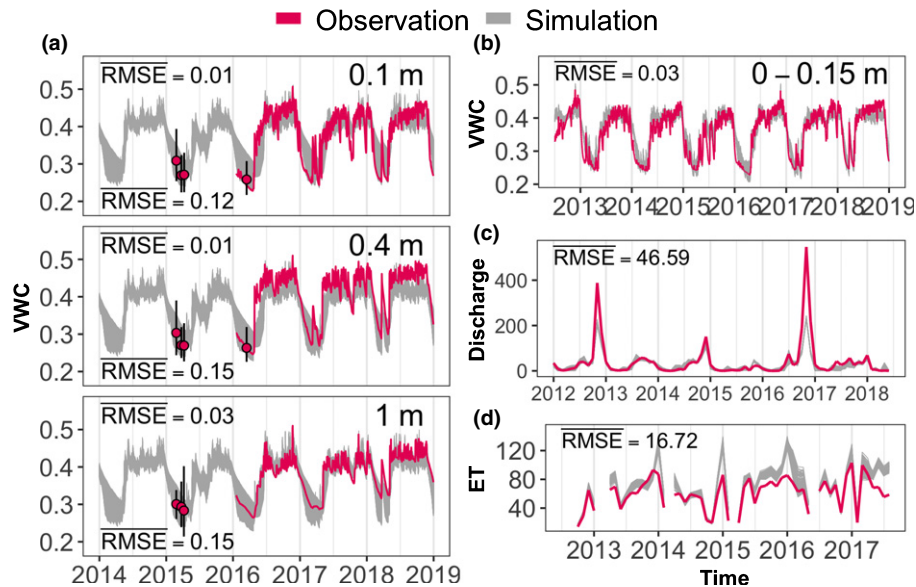 Observation Simulation
(a)
RMSE = 0.01
0.1 m
0.5
0.4
0.3
0.2
RMSE = 0.12
RMSE = 0.01
0.4 m
0.5
0.4
0.3
0.2
RMSE = 0.15
VWC
RMSE = 0.03
1 m
0.5
0.4
0.3
0.2
RMSE = 0.15
2014 2015 2016 2017 2018 2019
(b)
RMSE = 0.03
0 – 0.15 m
VWC
0.5
0.4
0.3
0.2
2013 2014 2015 2016 2017 2018 2019
(c)
RMSE = 46.59
Discharge
400
200
0
2012 2013 2014 2015 2016 2017 2018
(d)
RMSE = 16.72
ET
120
80
40
2013 2014 2015 2016 2017
Time